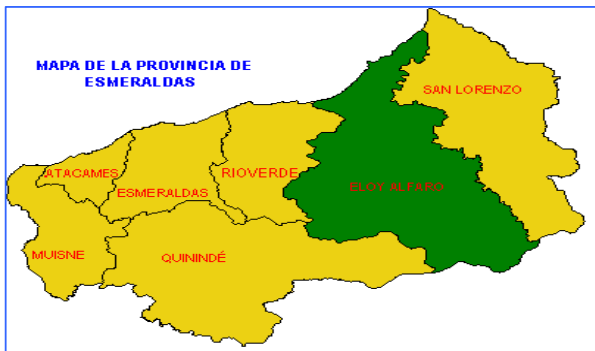 MAPA DE LA PROVINCIA DE
ESMERALDAS
SAN LORENZO
ATACAMES
ESMERALDAS
RIOVERDE
ELOY ALFARO
MUISNE
QUININDÉ